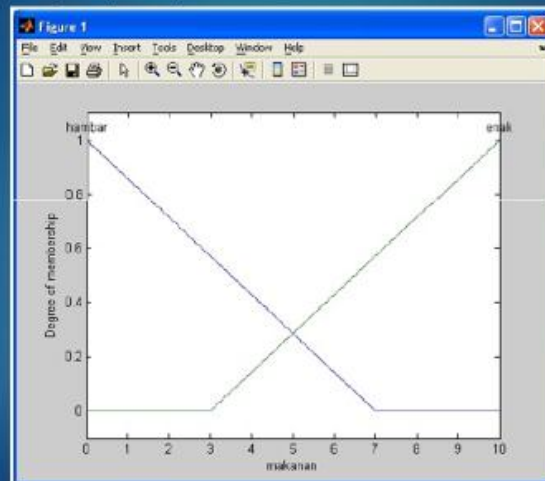 Figure 1
File Edit View Insert Tools Desktop Window Help
hambar enak
1
0.8
0.6
0.4
0.2
0
Degree of membership
0 1 2 3 4 5 6 7 8 9 10
makanan